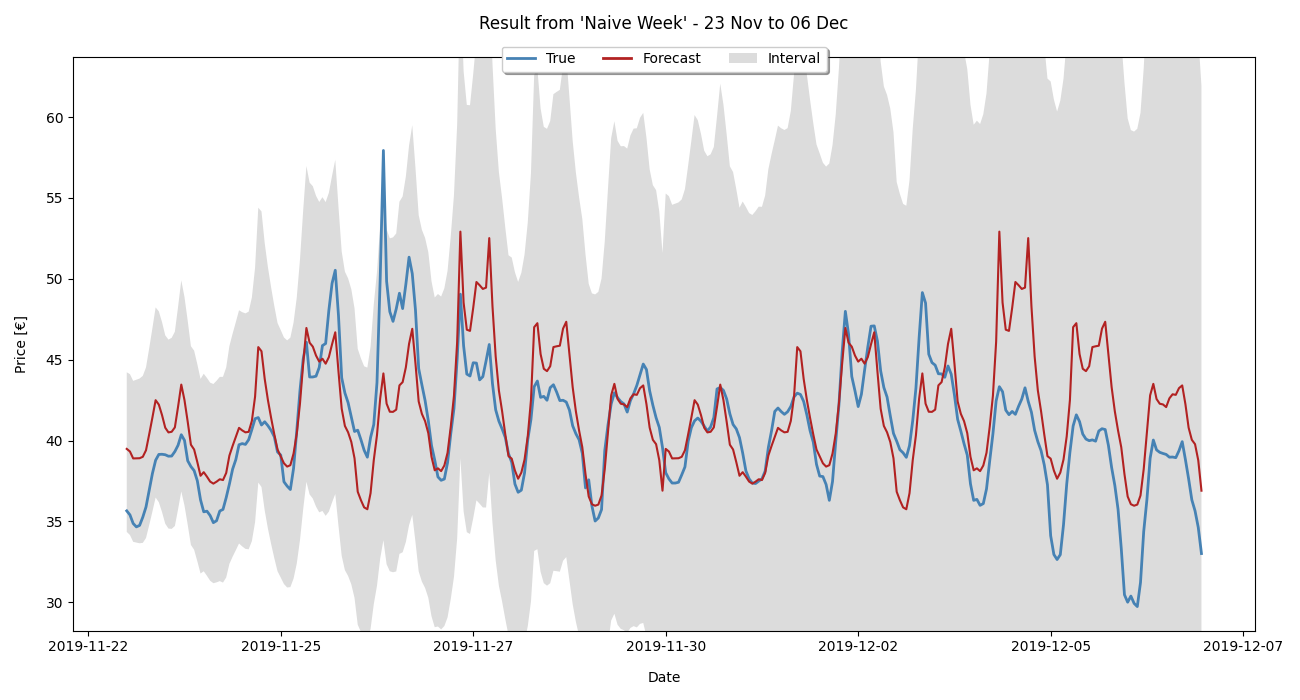 Result from 'Naive Week' - 23 Nov to 06 Dec
True Forecast Interval
60
55
50
45
40
35
30
Price [€]
2019-11-22 2019-11-25 2019-11-27 2019-11-30 2019-12-02 2019-12-05 2019-12-07
Date